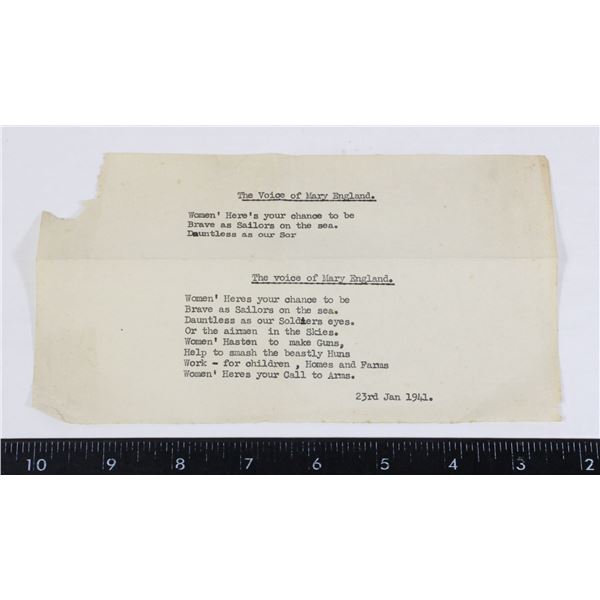 The Voice of Mary England.
Women' Here's your chance to be
Brave as Sailors on the sea.
Dauntless as our Sor
The voice of Mary England.
Women' Heres your chance to be
Brave as Sailors on the sea.
Dauntless as our Soldiers eyes.
Or the airmen in the Skies.
Women' Hasten to make Guns,
Help to smash the beastly Huns
Work - for children , Homes and Farms
Women' Heres your Call to Arms.
23rd Jan 1941.
10 9 8 7 6 5 4 3 2